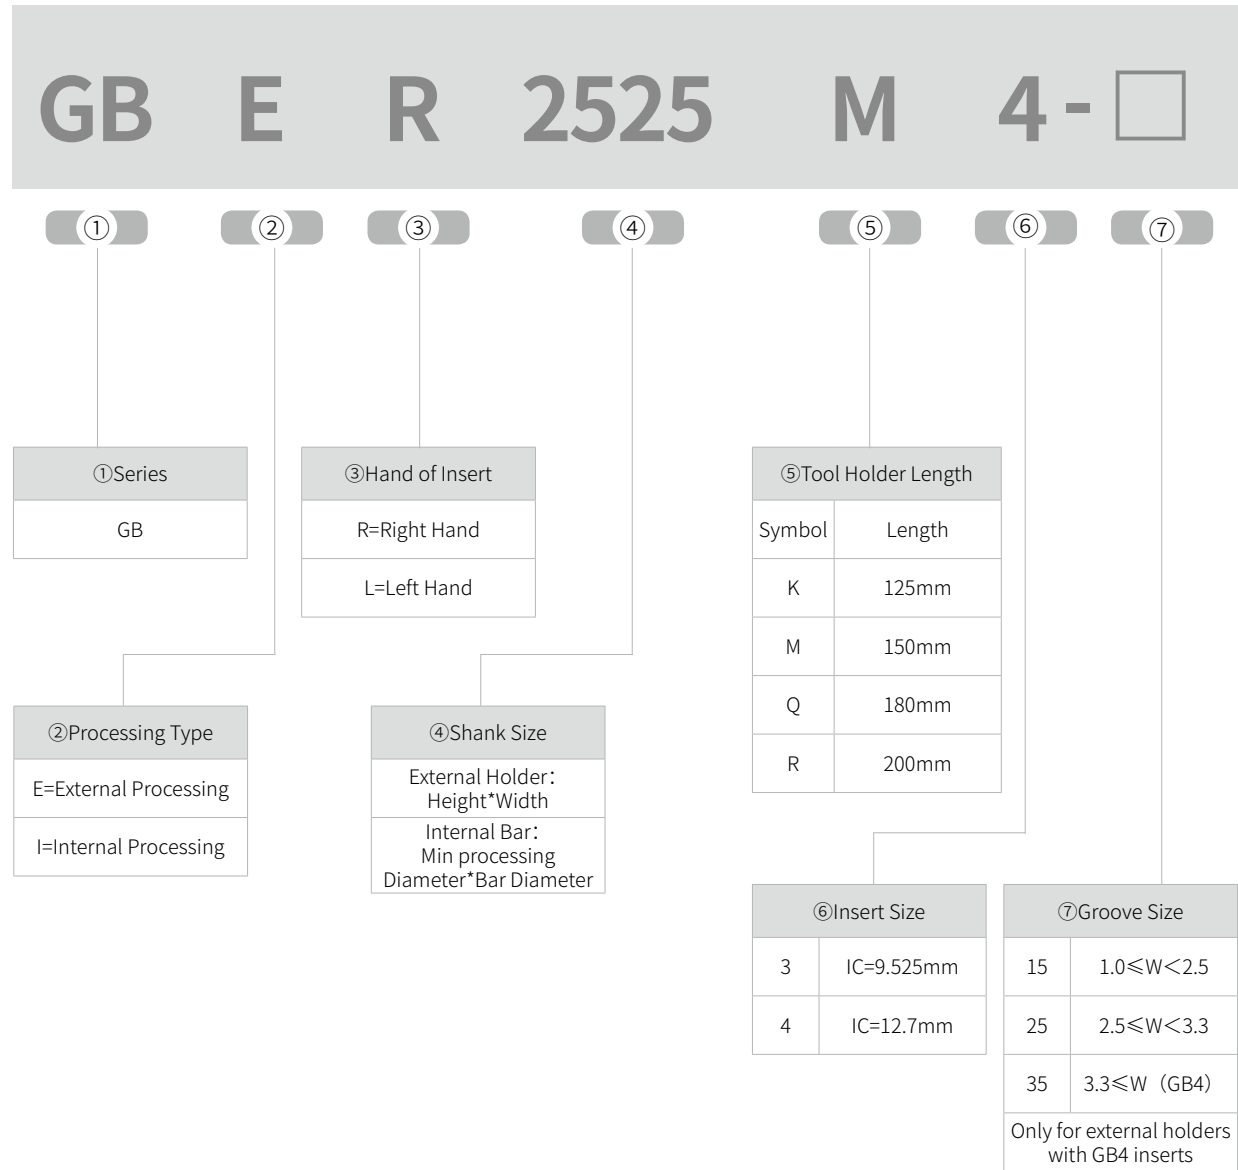 GB E R 2525 M 4-□
① ② ③ ④ ⑤ ⑥ ⑦
①Series
GB
③Hand of Insert
R=Right Hand
L=Left Hand
⑤Tool Holder Length
Symbol Length
K 125mm
M 150mm
Q 180mm
R 200mm
②Processing Type
E=External Processing
I=Internal Processing
④Shank Size
External Holder：
Height*Width
Internal Bar：
Min processing
Diameter*Bar Diameter
⑥Insert Size
3 IC=9.525mm
4 IC=12.7mm
⑦Groove Size
15 1.0≤W＜2.5
25 2.5≤W＜3.3
35 3.3≤W（GB4）
Only for external holders
with GB4 inserts